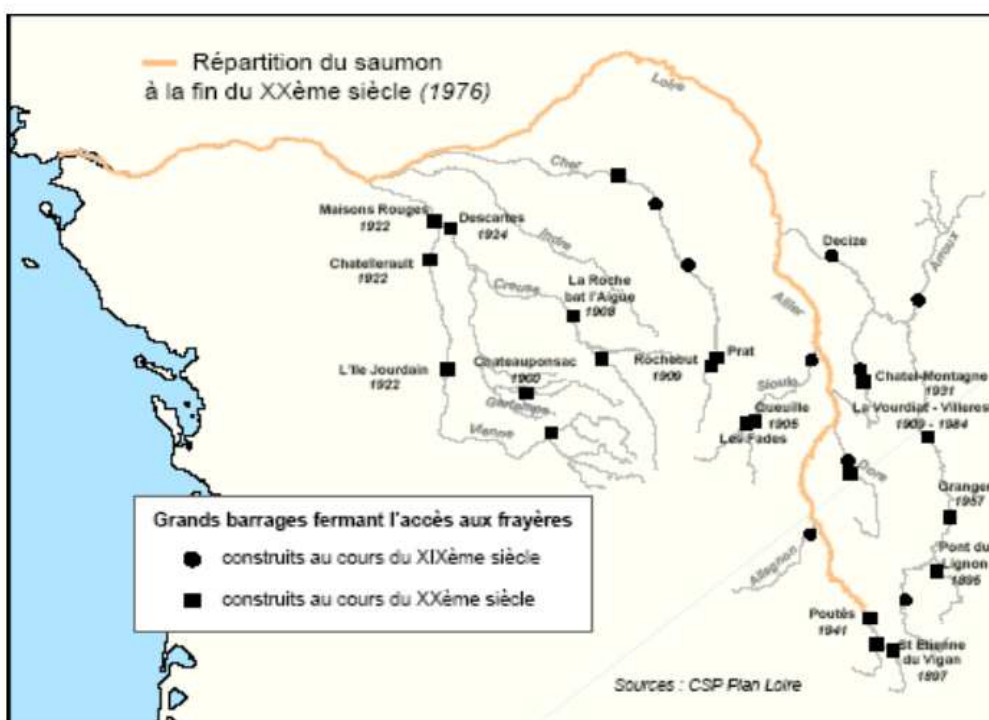 Répartition du saumon
à la fin du XXème siècle (1976)
Loire
Cher
Maisons Rouges
1922
Descartes
1924
Indre
Decize
Arroux
Chatellerault
1922
Creuse
La Roche
bat l'Aigue
1908
Allier
L'Ile Jourdain
1922
Chateauponsac
1960
Rochebut
1909
Prat
Sioule
Chatel-Montagne
1931
Gartempe
Queuille
1905
La Vourdiat - Villerest
1909 - 1984
Vienne
Les Fades
Dore
Grangent
1957
Grands barrages fermant l'accès aux frayères
construits au cours du XIXème siècle
construits au cours du XXème siècle
Allagnon
Pont du
Lignon
1895
Poutès
1941
St Etienne
du Vigan
1897
Sources : CSP Plan Loire